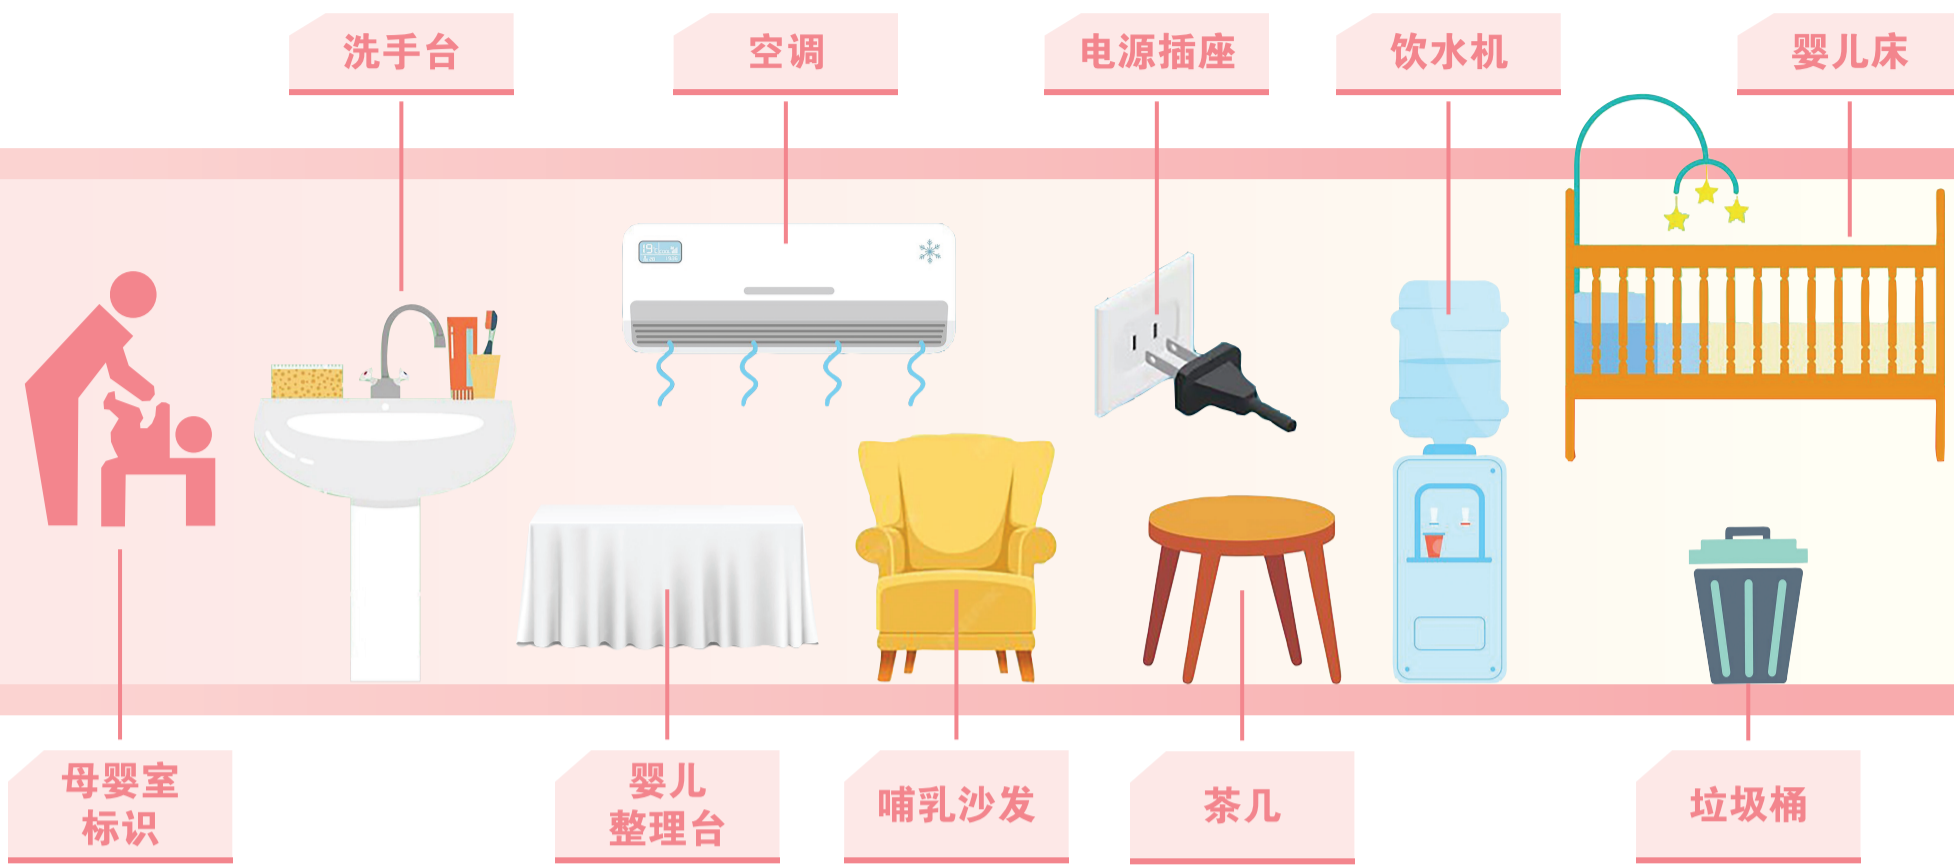 洗手台
空调
电源插座
饮水机
婴儿床
19
母婴室
标识
婴儿
整理台
哺乳沙发
茶几
垃圾桶